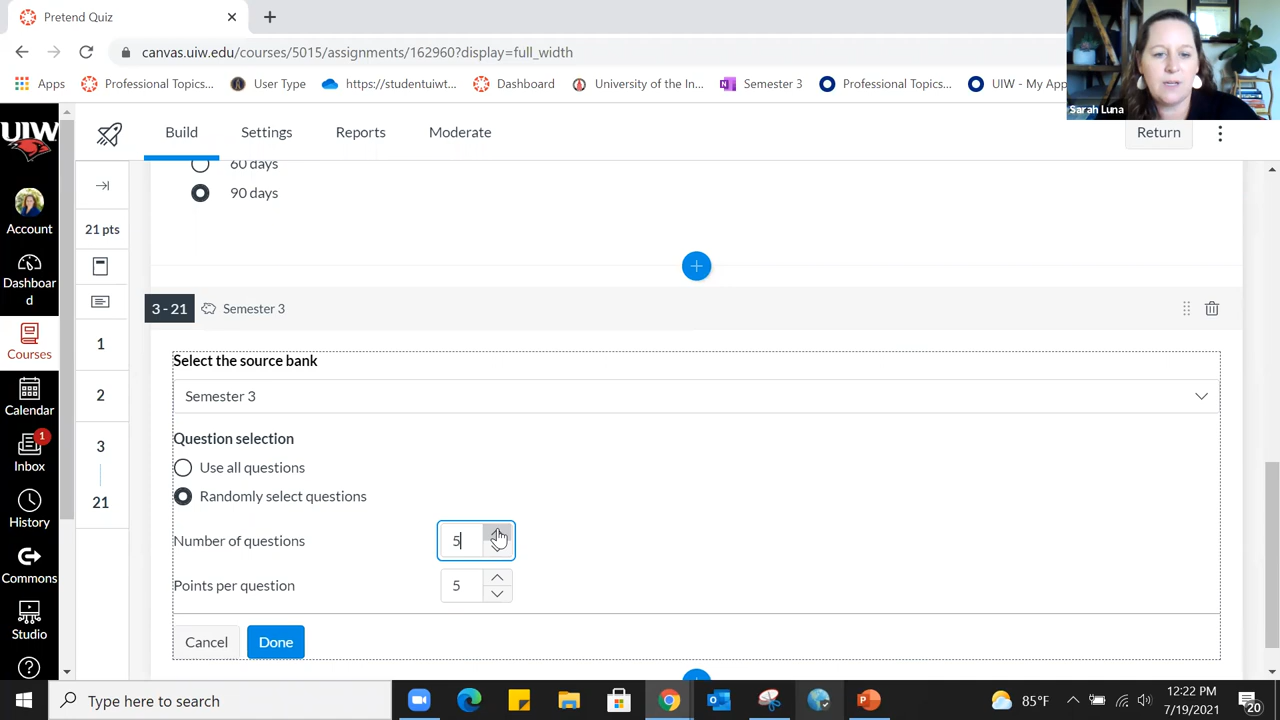 Pretend Quiz
canvas.uiw.edu/courses/5015/assignments/162960?display=full_width
Apps
Professional Topics...
User Type
https://studentuiwt...
Dashbo
University of the In...
Semester 3
Professional Topics...
UIW - My App
Sarah Luna
UIW
Build
Settings
Reports
Moderate
Return
Account
Dashboar
d
Courses
Calendar
1
Inbox
History
Commons
Studio
21 pts
1
2
3
21
60 days
90 days
3 - 21
Semester 3
Select the source bank
Semester 3
Question selection
Use all questions
Randomly select questions
Number of questions
5
Points per question
5
Cancel
Done
Type here to search
85°F
12:22 PM
7/19/2021
20